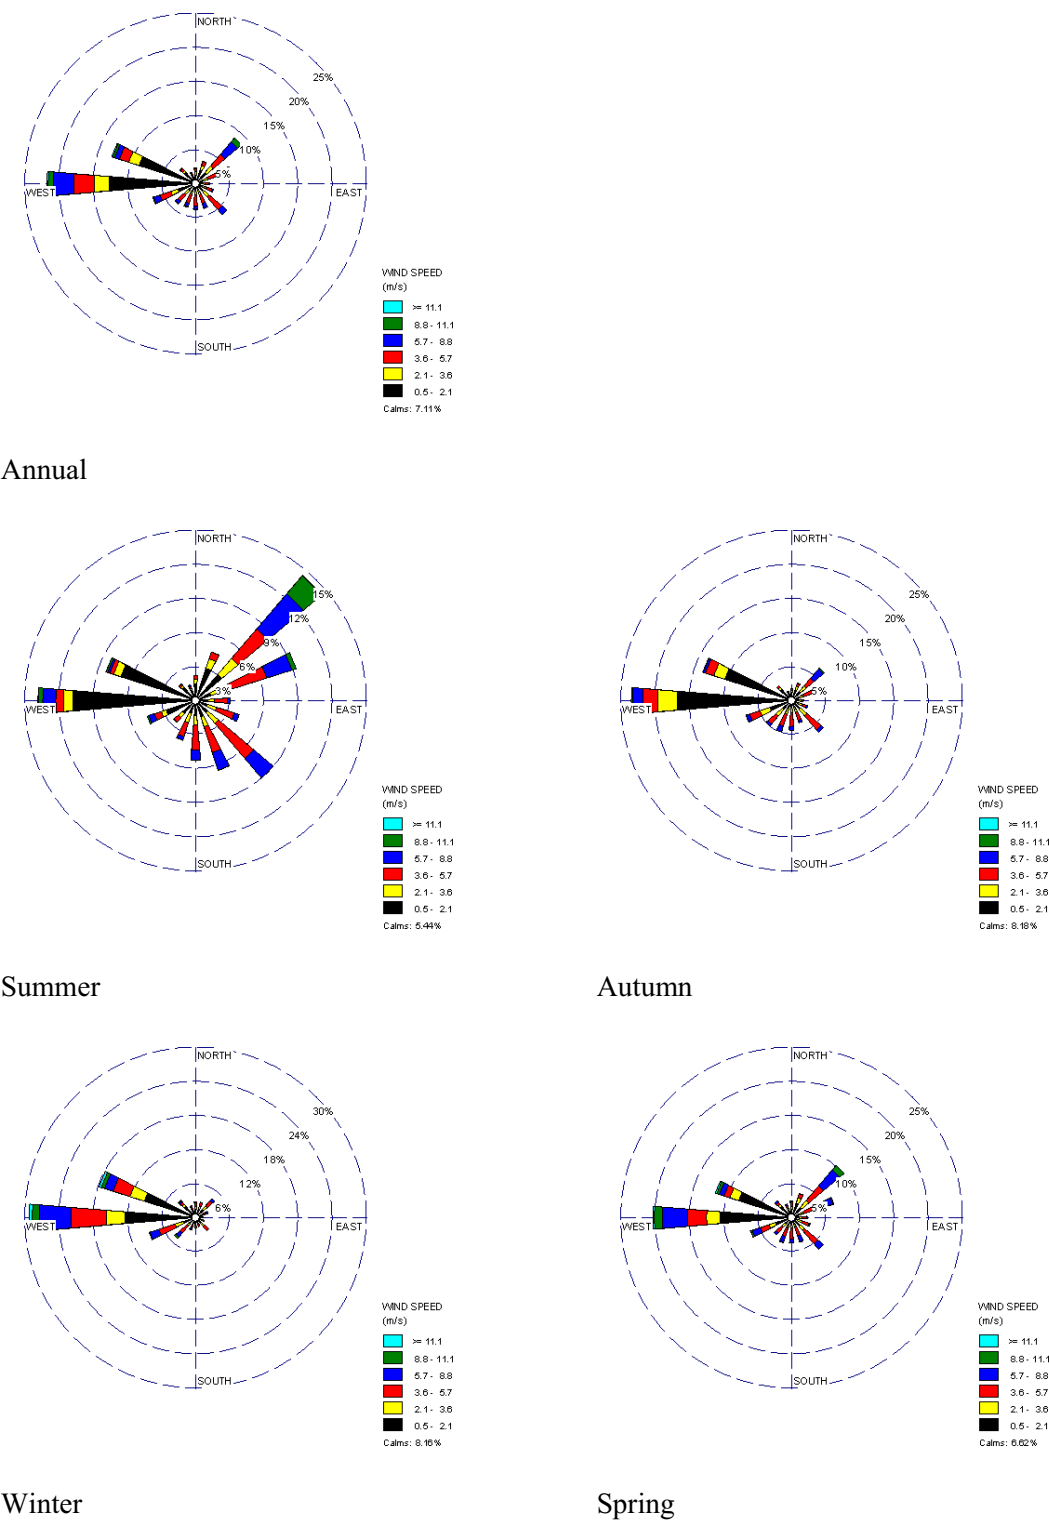 NORTH`
25%
20%
15%
10%
5%
WEST
EAST
SOUTH
WIND SPEED
(m/s)
>= 11.1
8.8 - 11.1
5.7 - 8.8
3.6 - 5.7
2.1 - 3.6
0.5 - 2.1
Calms: 7.11%
Annual
NORTH`
15%
12%
9%
6%
3%
WEST
EAST
SOUTH
WIND SPEED
(m/s)
>= 11.1
8.8 - 11.1
5.7 - 8.8
3.6 - 5.7
2.1 - 3.6
0.5 - 2.1
Calms: 5.44%
Summer
NORTH`
25%
20%
15%
10%
5%
WEST
EAST
SOUTH
WIND SPEED
(m/s)
>= 11.1
8.8 - 11.1
5.7 - 8.8
3.6 - 5.7
2.1 - 3.6
0.5 - 2.1
Calms: 8.18%
Autumn
NORTH`
30%
24%
18%
12%
6%
WEST
EAST
SOUTH
WIND SPEED
(m/s)
>= 11.1
8.8 - 11.1
5.7 - 8.8
3.6 - 5.7
2.1 - 3.6
0.5 - 2.1
Calms: 8.16%
Winter
NORTH`
25%
20%
15%
10%
5%
WEST
EAST
SOUTH
WIND SPEED
(m/s)
>= 11.1
8.8 - 11.1
5.7 - 8.8
3.6 - 5.7
2.1 - 3.6
0.5 - 2.1
Calms: 6.62%
Spring